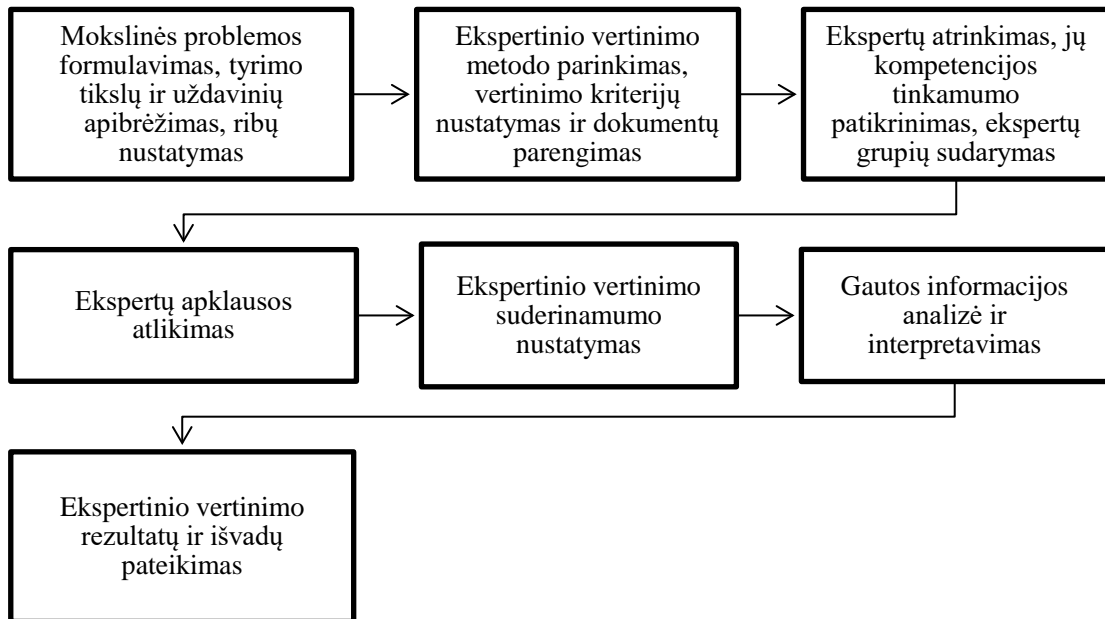 Mokslinės problemos
formulavimas, tyrimo
tikslų ir uždavinių
apibrėžimas, ribų
nustatymas
Ekspertinio vertinimo
metodo parinkimas,
vertinimo kriterijų
nustatymas ir dokumentų
parengimas
Ekspertų atrinkimas, jų
kompetencijos
tinkamumo
patikrinimas, ekspertų
grupių sudarymas
Ekspertų apklausos
atlikimas
Ekspertinio vertinimo
suderinamumo
nustatymas
Gautos informacijos
analizė ir
interpretavimas
Ekspertinio vertinimo
rezultatų ir išvadų
pateikimas